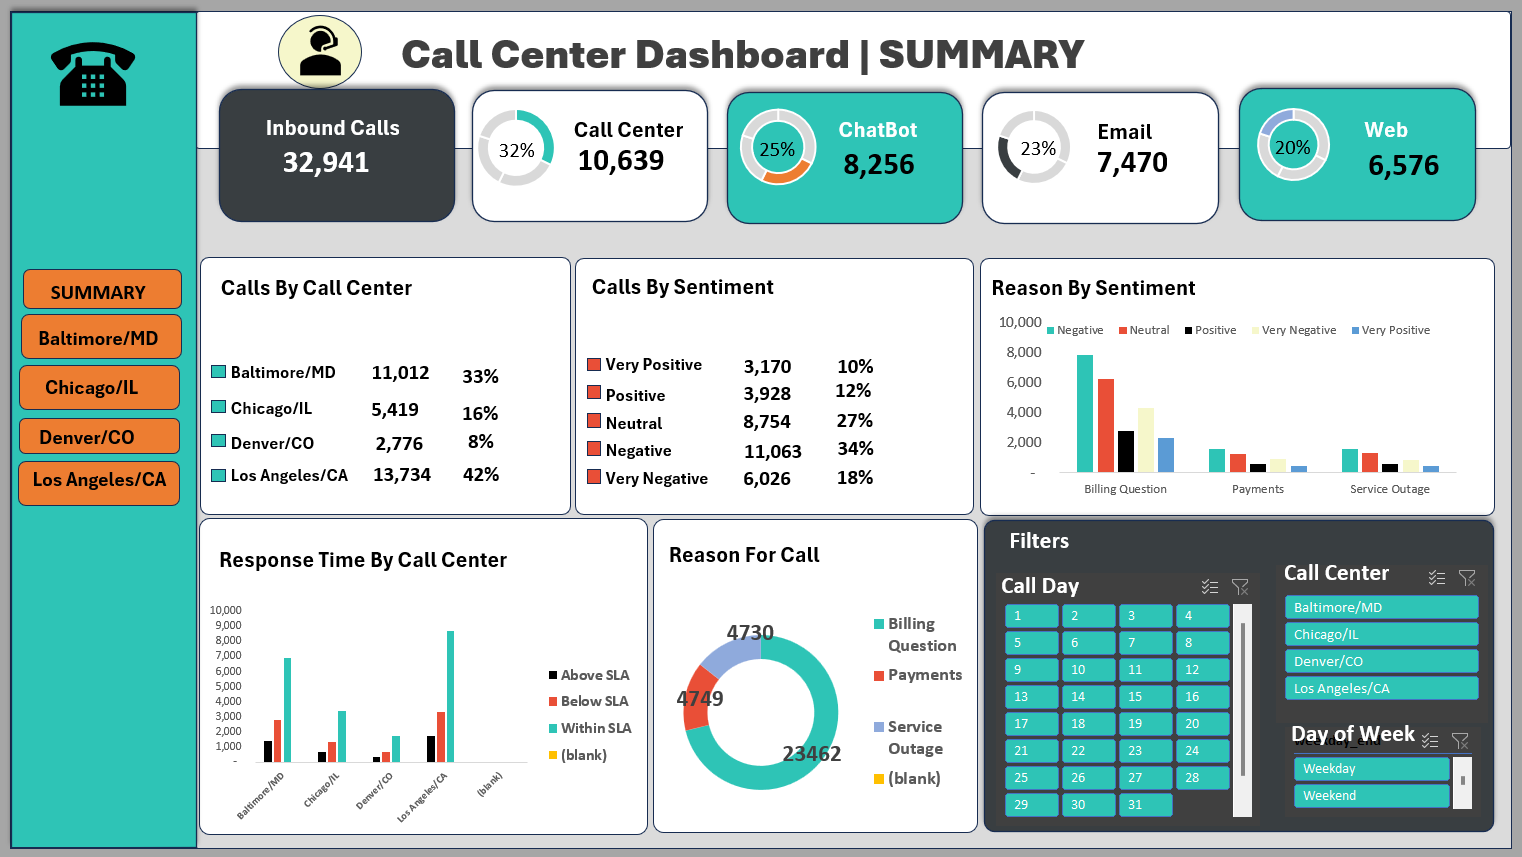 Call Center Dashboard | SUMMARY
Inbound Calls
32,941
32%
Call Center
10,639
25%
ChatBot
8,256
23%
Email
7,470
20%
Web
6,576
SUMMARY
Baltimore/MD
Chicago/IL
Denver/CO
Los Angeles/CA
Calls By Call Center
Baltimore/MD 11,012 33%
Chicago/IL 5,419 16%
Denver/CO 2,776 8%
Los Angeles/CA 13,734 42%
Calls By Sentiment
Very Positive 3,170 10%
Positive 3,928 12%
Neutral 8,754 27%
Negative 11,063 34%
Very Negative 6,026 18%
Reason By Sentiment
Negative Neutral Positive Very Negative Very Positive
10,000
8,000
6,000
4,000
2,000
-
Billing Question Payments Service Outage
Response Time By Call Center
10,000
9,000
8,000
7,000
6,000
5,000
4,000
3,000
2,000
1,000
-
Baltimore/MD Chicago/IL Denver/CO Los Angeles/CA (blank)
Above SLA
Below SLA
Within SLA
(blank)
Reason For Call
4730
4749
23462
Billing
Question
Payments
Service
Outage
(blank)
Filters
Call Day
1 2 3 4
5 6 7 8
9 10 11 12
13 14 15 16
17 18 19 20
21 22 23 24
25 26 27 28
29 30 31
Call Center
Baltimore/MD
Chicago/IL
Denver/CO
Los Angeles/CA
Day of Week
weekday_end
Weekday
Weekend